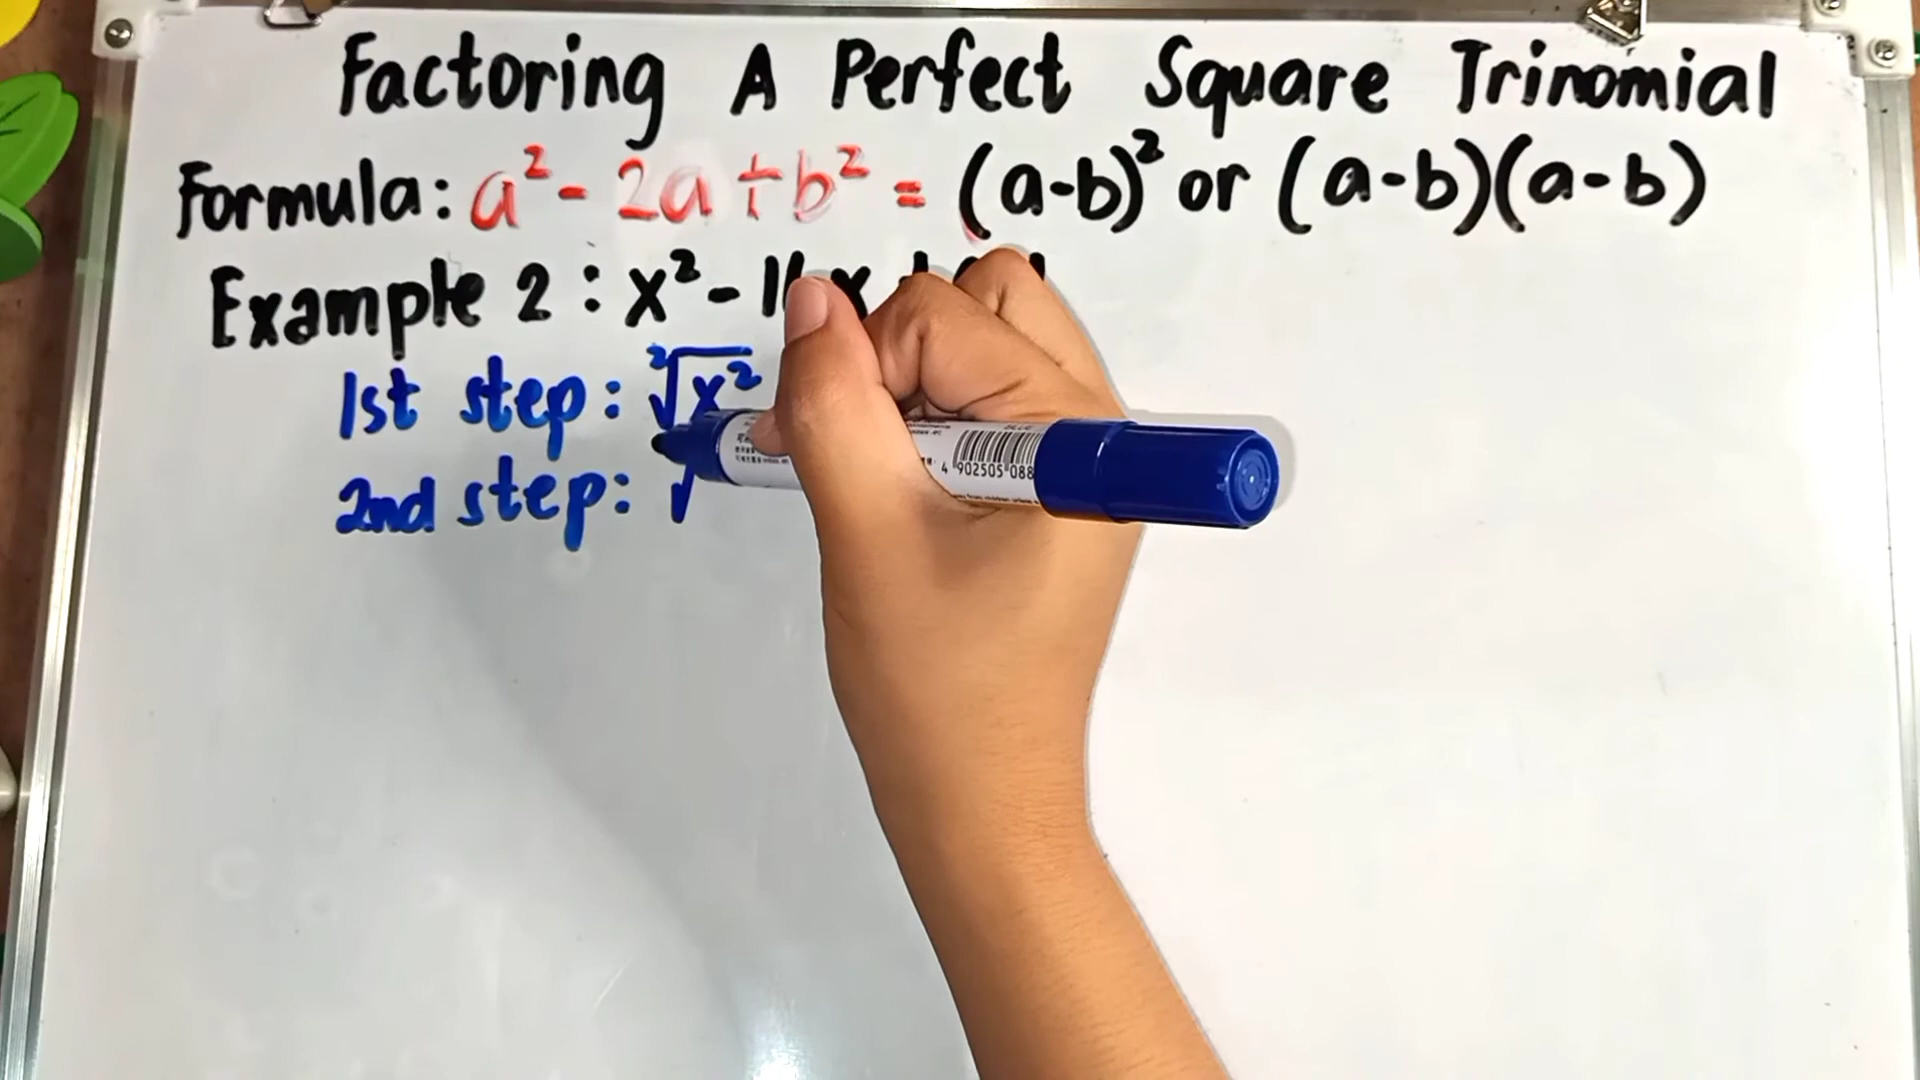 Factoring A Perfect Square Trinomial
Formula: a² - 2a + b² = (a-b)² or (a-b)(a-b)
Example 2 : x² - 16x +
1st step: ²√x²
2nd step: √
4 902505 088